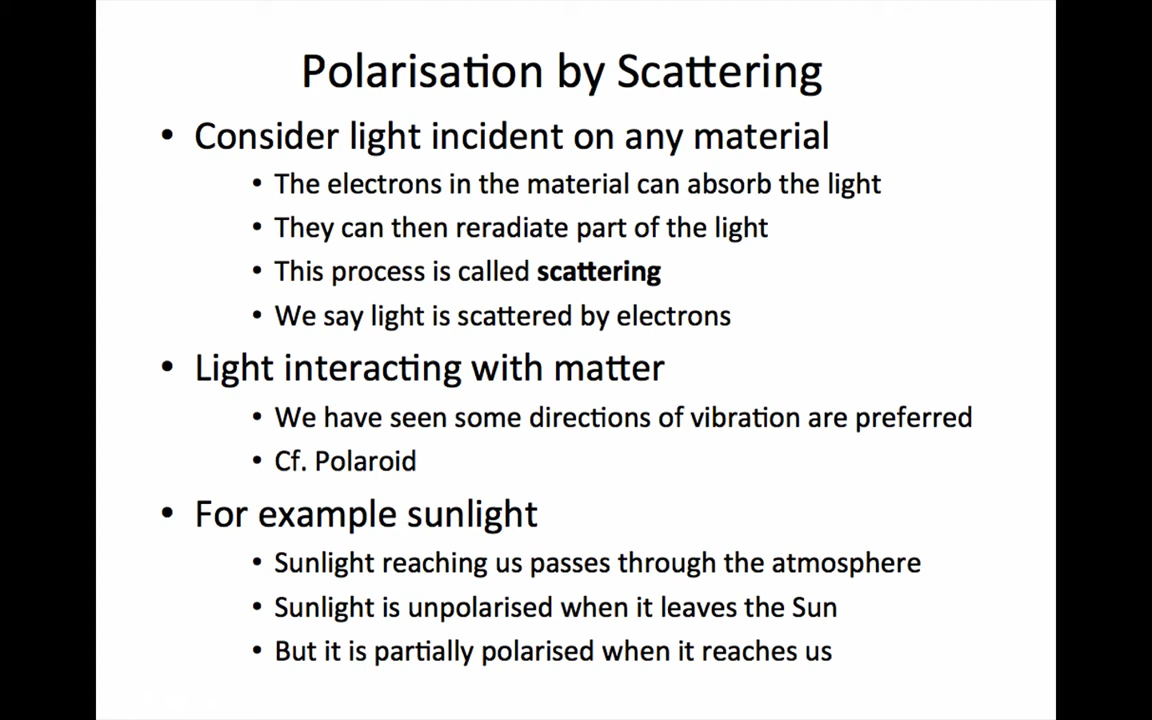 Polarisation by Scattering
• Consider light incident on any material
• The electrons in the material can absorb the light
• They can then reradiate part of the light
• This process is called scattering
• We say light is scattered by electrons
• Light interacting with matter
• We have seen some directions of vibration are preferred
• Cf. Polaroid
• For example sunlight
• Sunlight reaching us passes through the atmosphere
• Sunlight is unpolarised when it leaves the Sun
• But it is partially polarised when it reaches us